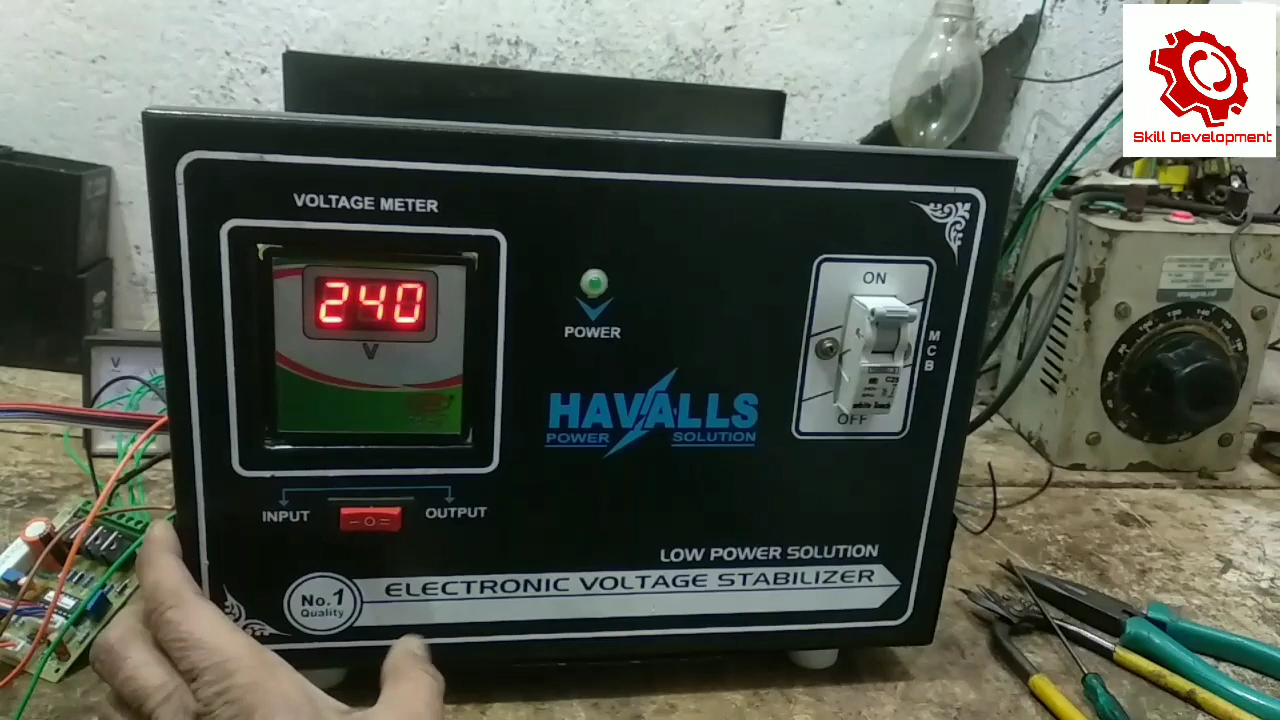 Skill Development
VOLTAGE METER
240
V
POWER
ON
MCB
C25
OFF
HAVALLS
POWER SOLUTION
INPUT
OUTPUT
LOW POWER SOLUTION
No.1
Quality
ELECTRONIC VOLTAGE STABILIZER
V